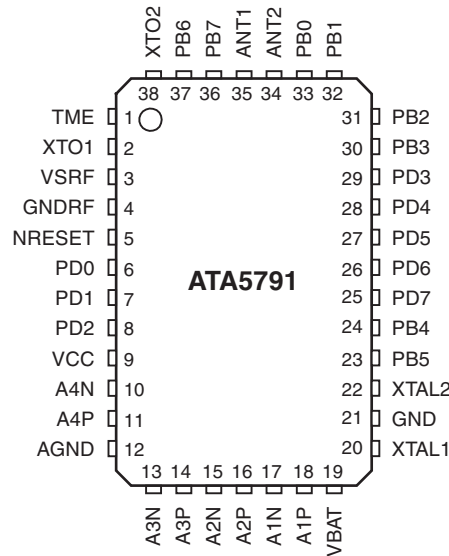 XTO2 PB6 PB7 ANT1 ANT2 PB0 PB1
38 37 36 35 34 33 32
TME 1 31 PB2
XTO1 2 30 PB3
VSRF 3 29 PD3
GNDRF 4 28 PD4
NRESET 5 27 PD5
PD0 6 26 PD6
ATA5791
PD1 7 25 PD7
PD2 8 24 PB4
VCC 9 23 PB5
A4N 10 22 XTAL2
A4P 11 21 GND
AGND 12 20 XTAL1
13 14 15 16 17 18 19
A3N A3P A2N A2P A1N A1P VBAT